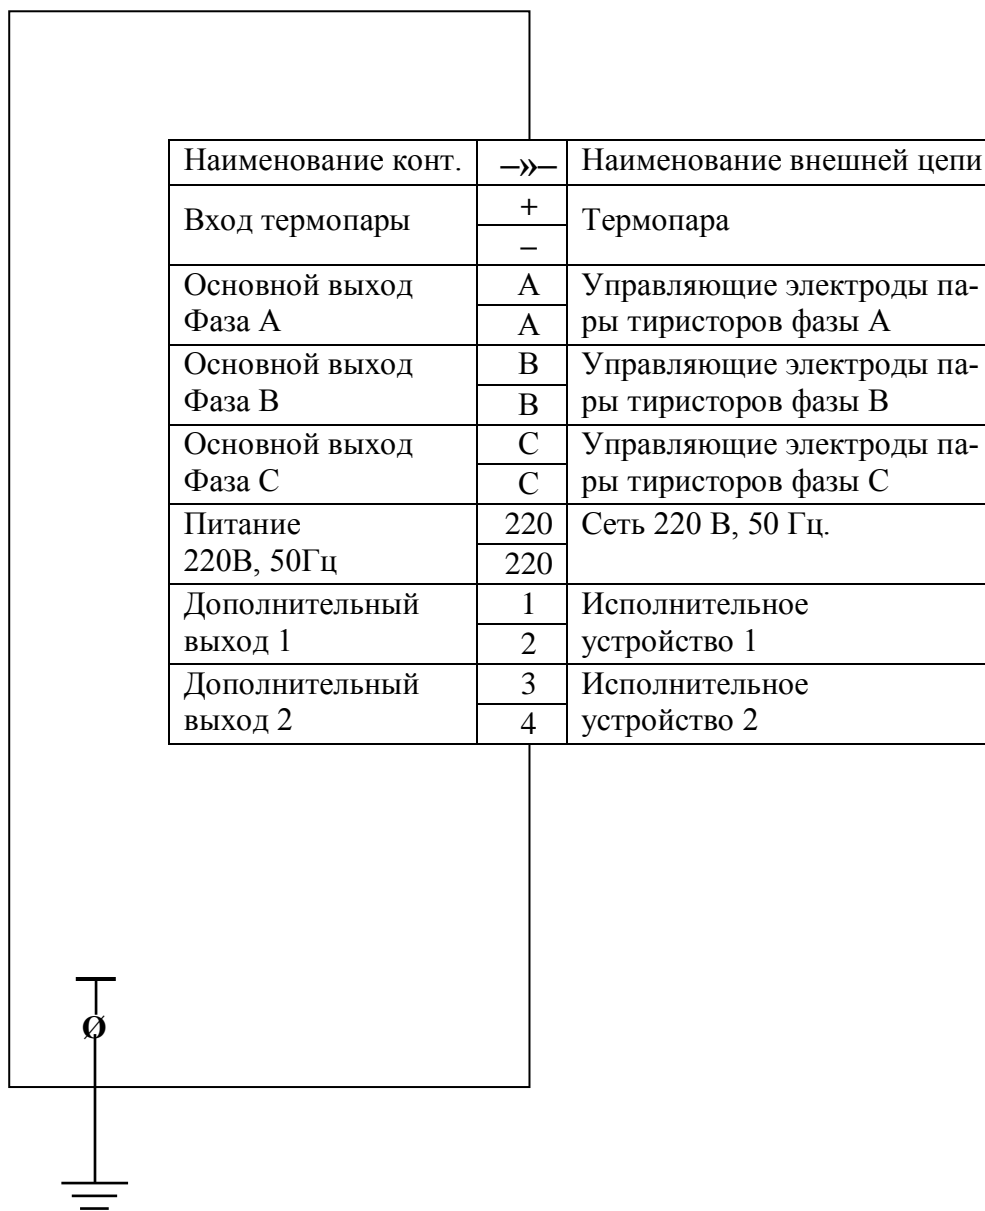 Наименование конт. –»– Наименование внешней цепи
Вход термопары + Термопара
–
Основной выход А Управляющие электроды па-
Фаза А А ры тиристоров фазы А
Основной выход В Управляющие электроды па-
Фаза В В ры тиристоров фазы В
Основной выход С Управляющие электроды па-
Фаза С С ры тиристоров фазы С
Питание 220 Сеть 220 В, 50 Гц.
220В, 50Гц 220
Дополнительный 1 Исполнительное
выход 1 2 устройство 1
Дополнительный 3 Исполнительное
выход 2 4 устройство 2
Ø